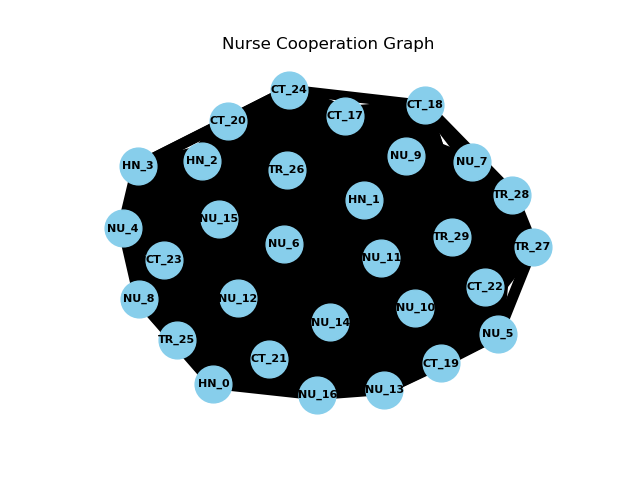 Nurse Cooperation Graph
CT_24
CT_18
CT_17
CT_20
NU_9
HN_2
NU_7
HN_3
TR_26
TR_28
HN_1
NU_15
NU_4
TR_29
NU_6
TR_27
NU_11
CT_23
CT_22
NU_12
NU_8
NU_10
NU_14
NU_5
TR_25
CT_21
CT_19
HN_0
NU_13
NU_16